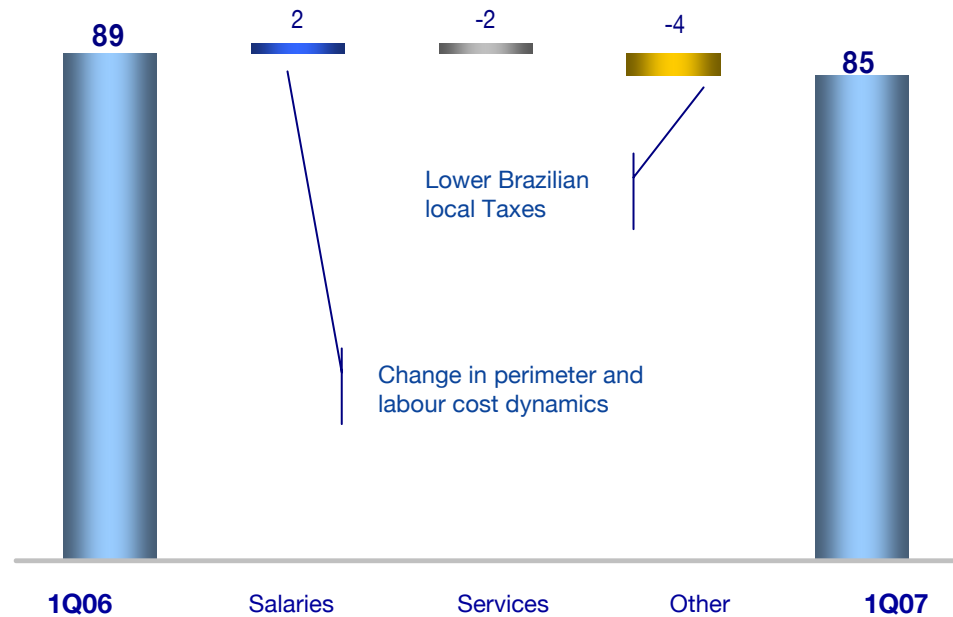 89
2
-2
-4
85
Lower Brazilian
local Taxes
Change in perimeter and
labour cost dynamics
1Q06
Salaries
Services
Other
1Q07